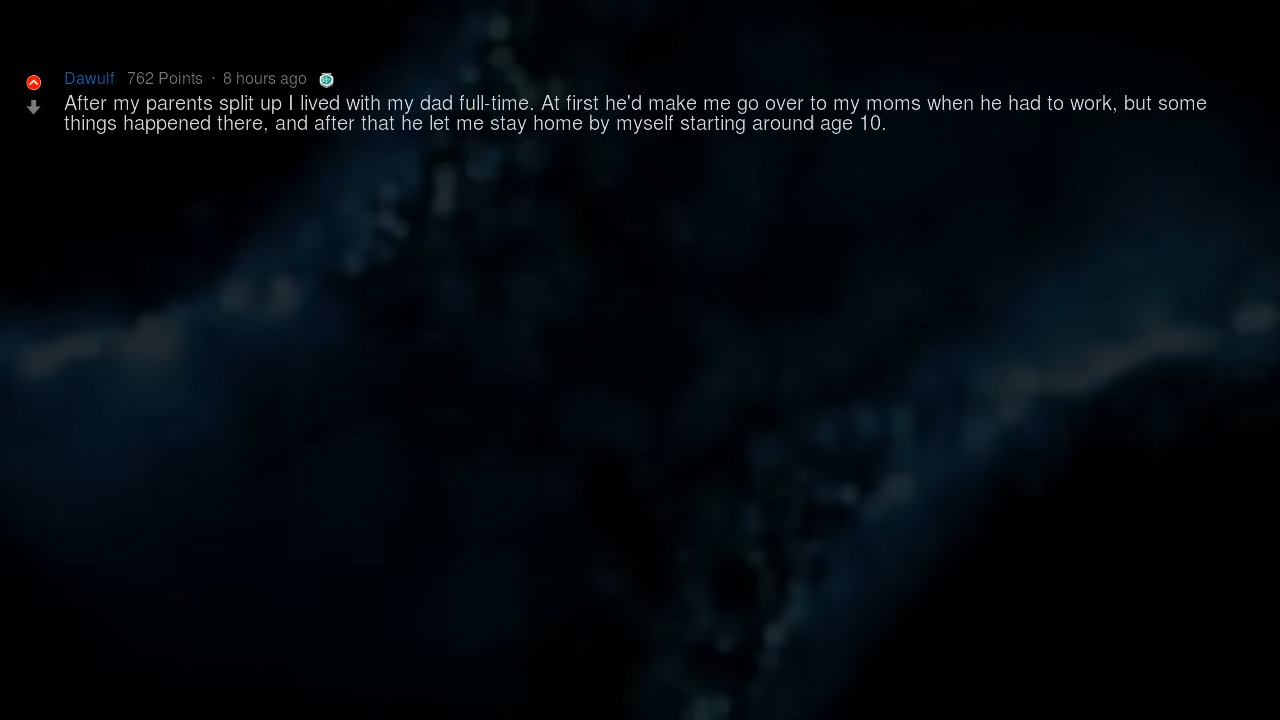 Dawulf 762 Points · 8 hours ago
After my parents split up I lived with my dad full-time. At first he'd make me go over to my moms when he had to work, but some
things happened there, and after that he let me stay home by myself starting around age 10.